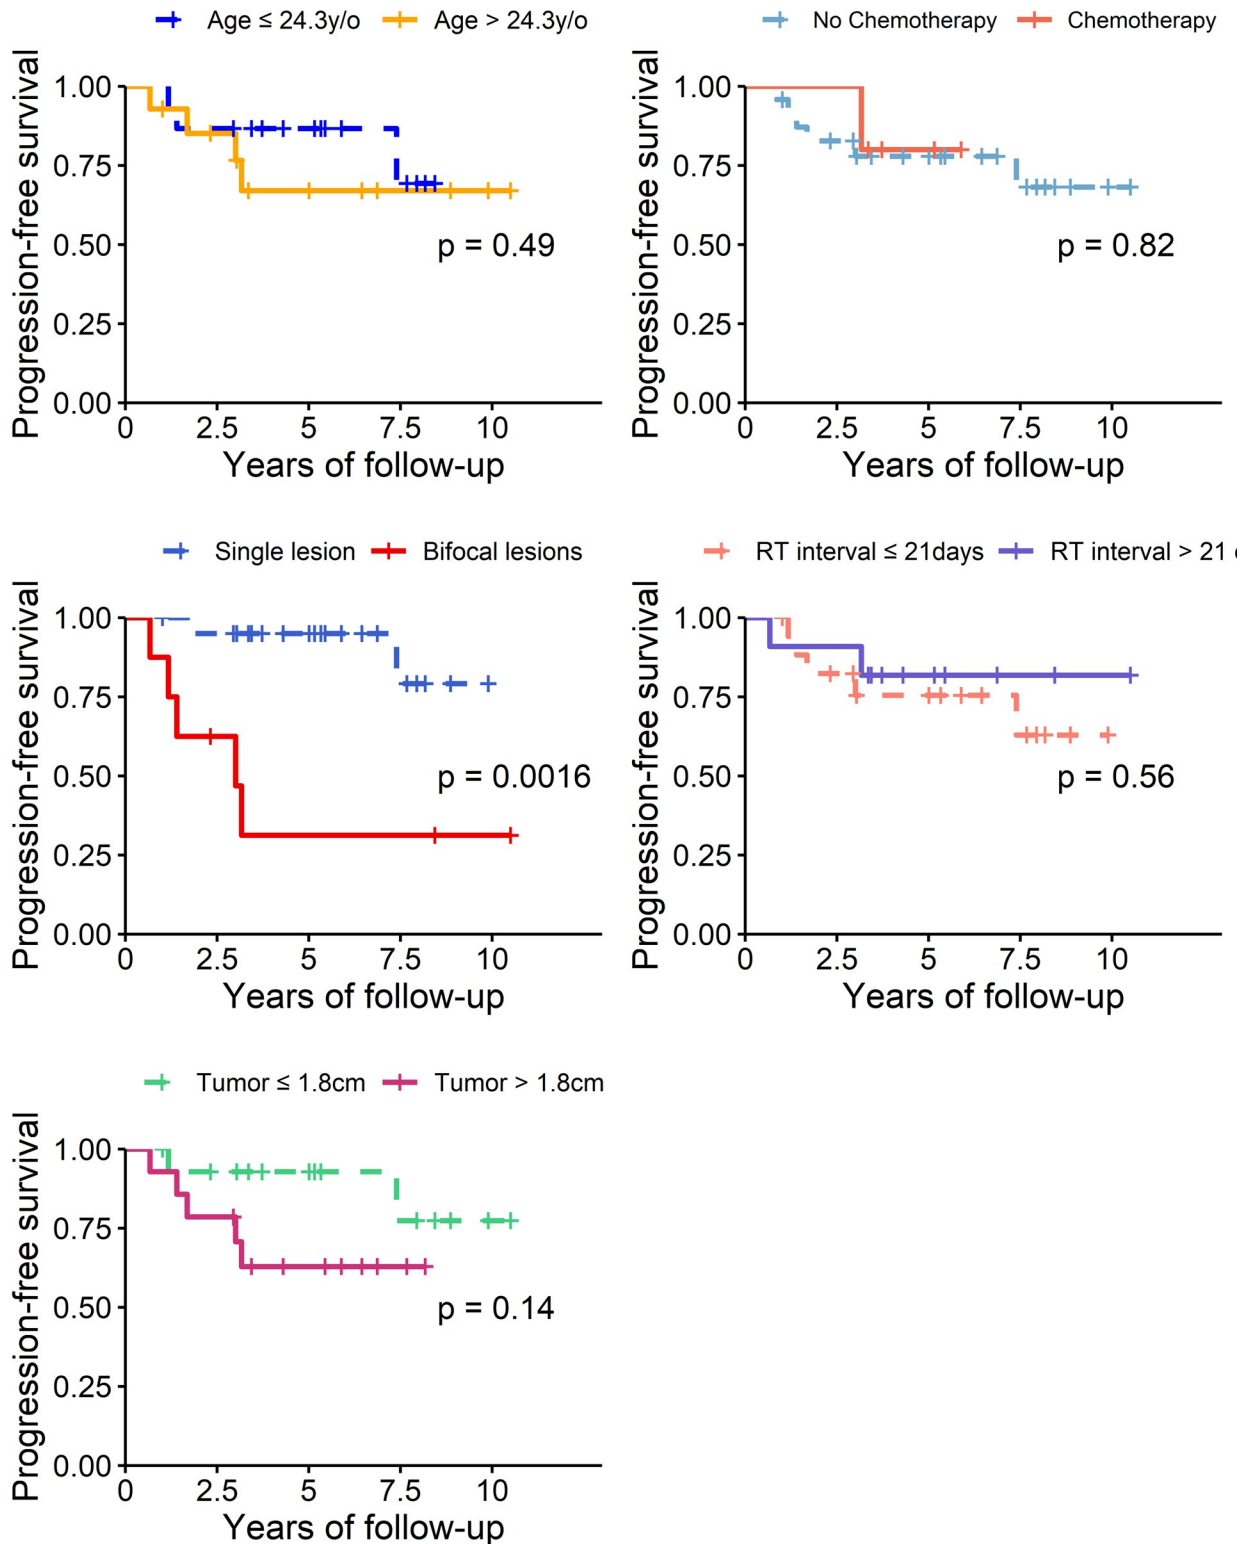 Age ≤ 24.3y/o Age > 24.3y/o
Progression-free survival
1.00
0.75
0.50
0.25
0.00
p = 0.49
0 2.5 5 7.5 10
Years of follow-up
No Chemotherapy Chemotherapy
Progression-free survival
1.00
0.75
0.50
0.25
0.00
p = 0.82
0 2.5 5 7.5 10
Years of follow-up
Single lesion Bifocal lesions
Progression-free survival
1.00
0.75
0.50
0.25
0.00
p = 0.0016
0 2.5 5 7.5 10
Years of follow-up
RT interval ≤ 21days RT interval > 21
Progression-free survival
1.00
0.75
0.50
0.25
0.00
p = 0.56
0 2.5 5 7.5 10
Years of follow-up
Tumor ≤ 1.8cm Tumor > 1.8cm
Progression-free survival
1.00
0.75
0.50
0.25
0.00
p = 0.14
0 2.5 5 7.5 10
Years of follow-up